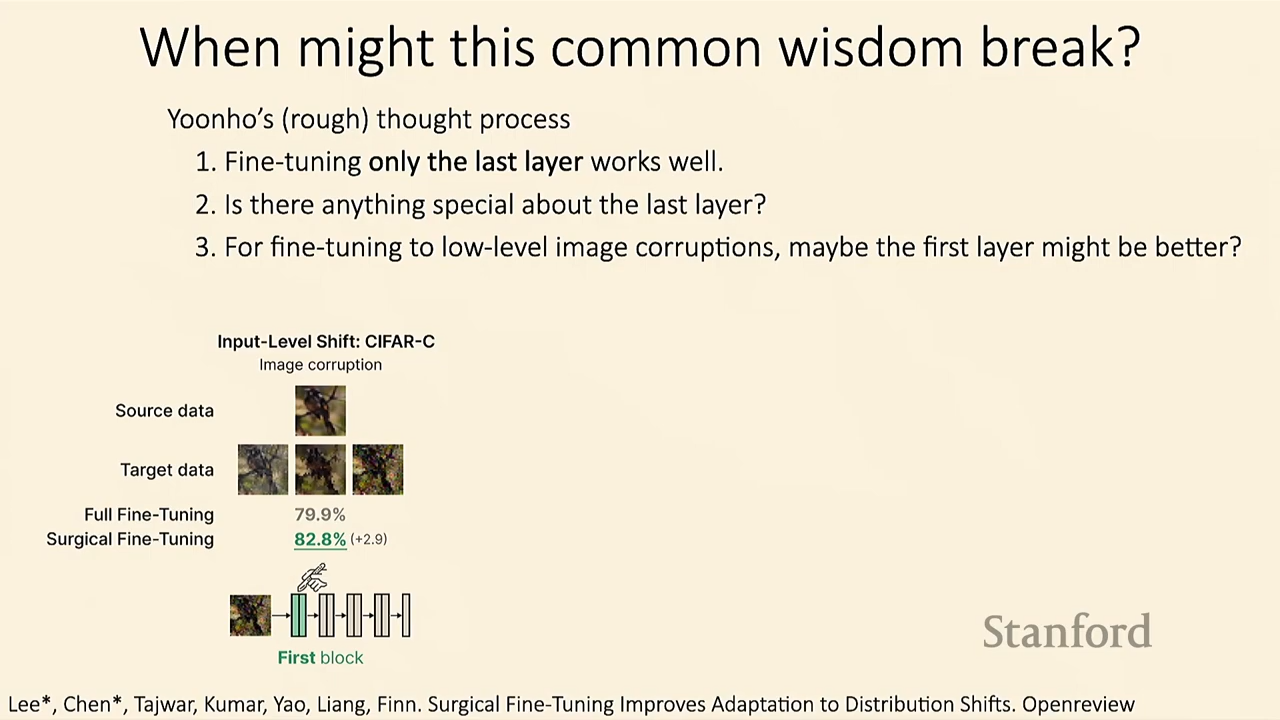 When might this common wisdom break?
Yoonho’s (rough) thought process
1. Fine-tuning only the last layer works well.
2. Is there anything special about the last layer?
3. For fine-tuning to low-level image corruptions, maybe the first layer might be better?
Input-Level Shift: CIFAR-C
Image corruption
Source data
Target data
Full Fine-Tuning 79.9%
Surgical Fine-Tuning 82.8% (+2.9)
First block
Stanford
Lee*, Chen*, Tajwar, Kumar, Yao, Liang, Finn. Surgical Fine-Tuning Improves Adaptation to Distribution Shifts. Openreview